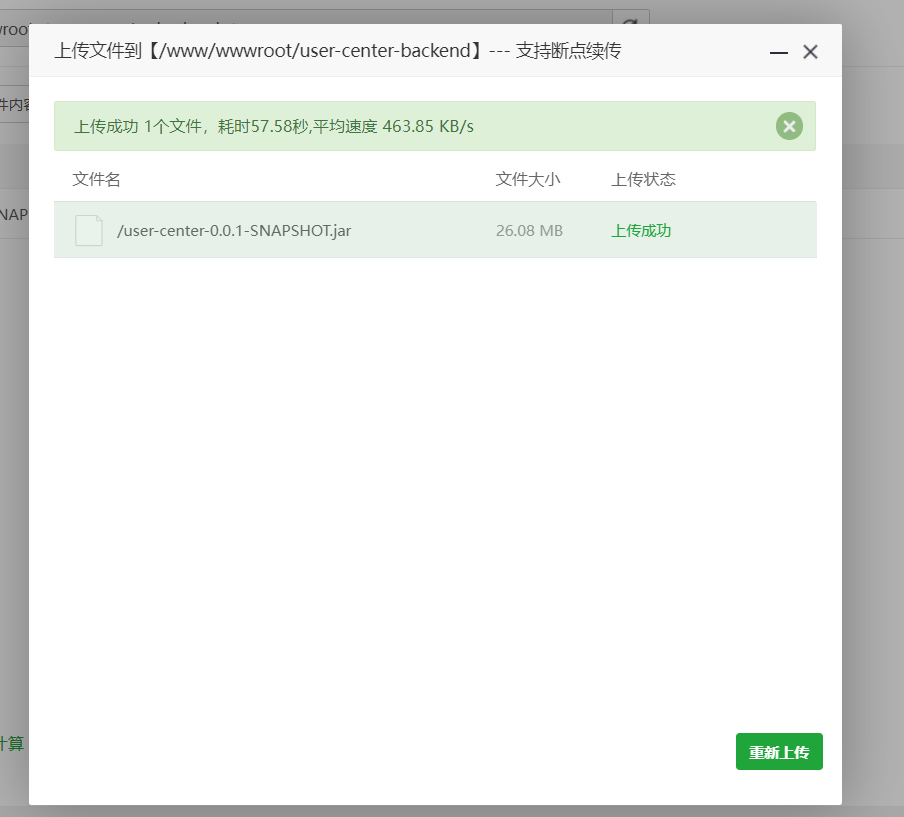 上传文件到【/www/wwwroot/user-center-backend】--- 支持断点续传
件内容
上传成功 1个文件，耗时57.58秒,平均速度 463.85 KB/s
文件名 文件大小 上传状态
NAP
/user-center-0.0.1-SNAPSHOT.jar 26.08 MB 上传成功
计算
重新上传